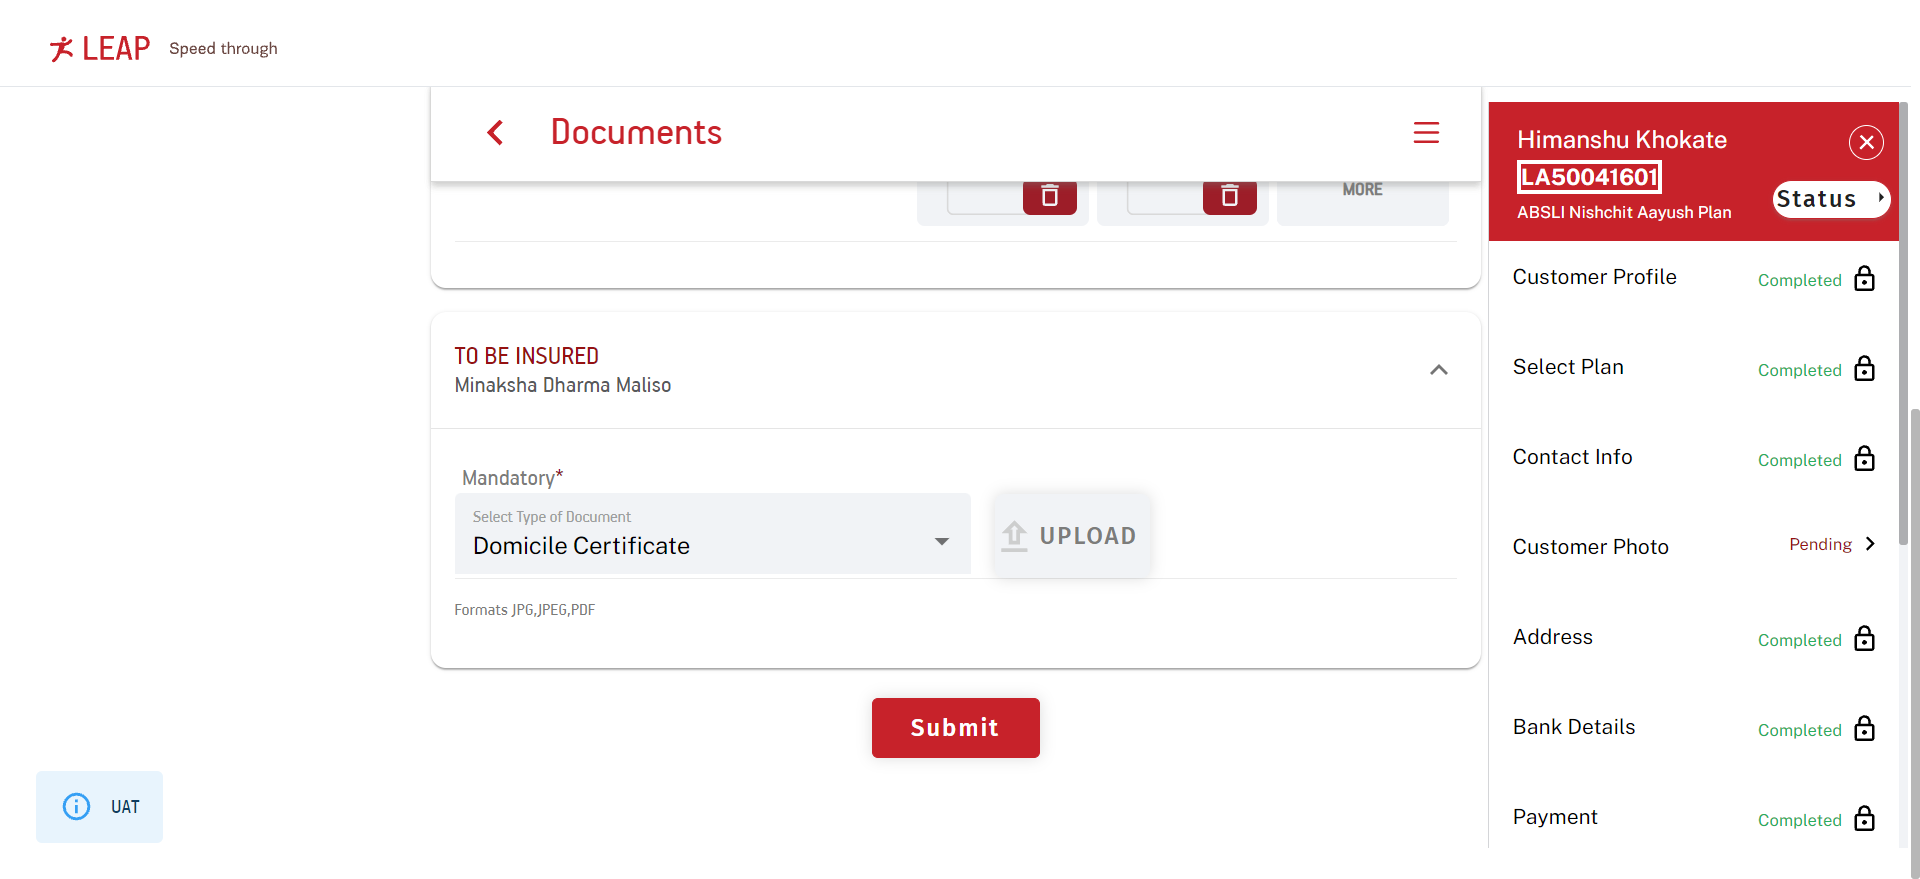 LEAP Speed through
Documents
MORE
TO BE INSURED
Minaksha Dharma Maliso
Mandatory*
Select Type of Document
Domicile Certificate
UPLOAD
Formats JPG,JPEG,PDF
Submit
UAT
Himanshu Khokate
LA50041601
Status
ABSLI Nishchit Aayush Plan
Customer Profile Completed
Select Plan Completed
Contact Info Completed
Customer Photo Pending
Address Completed
Bank Details Completed
Payment Completed